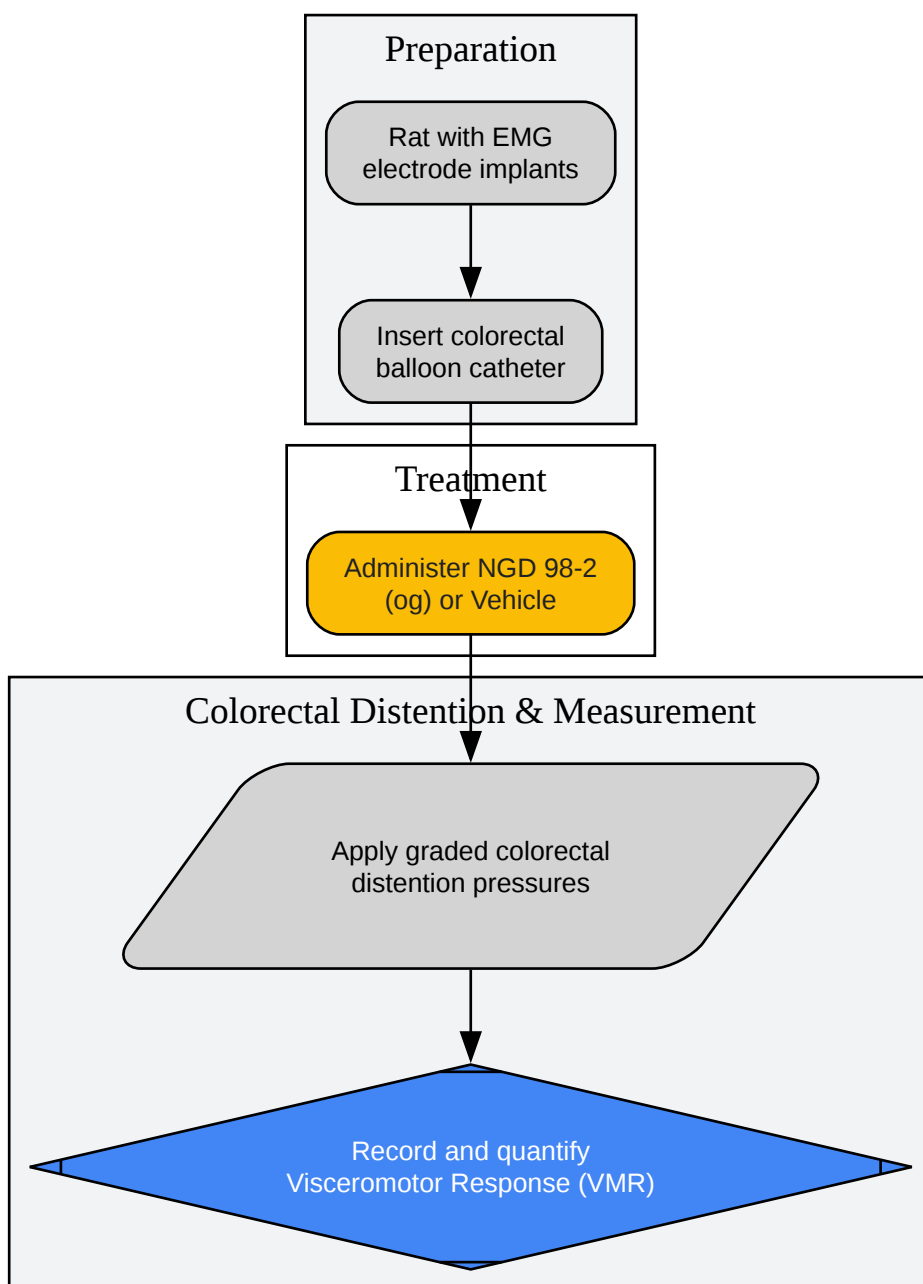 Preparation
Rat with EMG
electrode implants
Insert colorectal
balloon catheter
Treatment
Administer NGD 98-2
(og) or Vehicle
Colorectal Distention & Measurement
Apply graded colorectal
distention pressures
Record and quantify
Visceromotor Response (VMR)